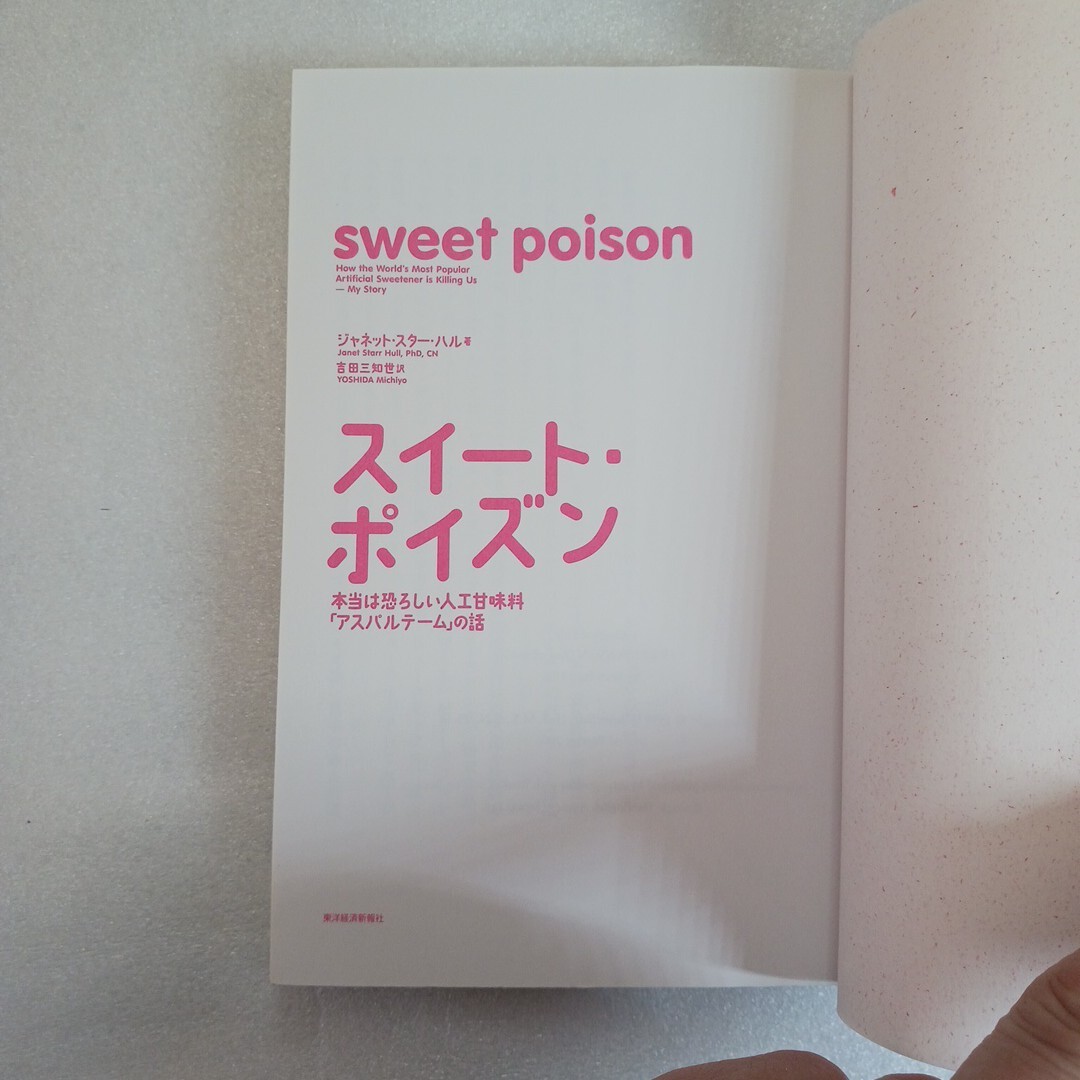 sweet poison
How the World's Most Popular
Artificial Sweetener is Killing Us
— My Story
ジャネット・スター・ハル 著
Janet Starr Hull, PhD, CN
吉田三知世 訳
YOSHIDA Michiyo
スイート・
ポイズン
本当は恐ろしい人工甘味料
「アスパルテーム」の話
東洋経済新報社